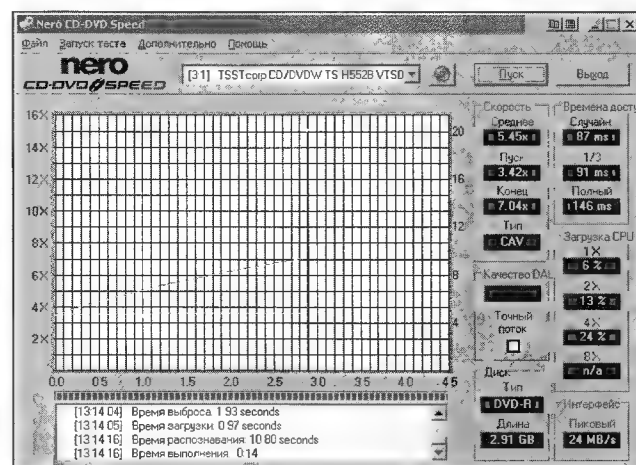 Nero CD-DVD Speed
Файл Запуск теста Дополнительно Помощь
nero
CD-DVD SPEED
[31] TSSTcorp CD/DVDW TS H552B VTSD
Пуск
Выход
16X
14X
12X
10X
8X
6X
4X
2X
20
16
12
8
4
0.0 0.5 1.0 1.5 2.0 2.5 3.0 3.5 4.0 4.5
Скорость
Среднее
5.45x
Пуск
3.42x
Конец
7.04x
Тип
CAV
Времена досту
Случайн
87 ms
1/3
91 ms
Полный
146 ms
Качество DAE
Точный
поток
Загрузка CPU
1X
6 %
2X
13 %
4X
24 %
8X
n/a
Диск
Тип
DVD-R
Длина
2.91 GB
Интерфейс
Пиковый
24 MB/s
[13:14 04] Время выброса: 1 93 seconds
[13:14 05] Время загрузки: 0 97 seconds
[13:14 16] Время распознавания: 10 80 seconds
[13:14 16] Время выполнения: 0:14